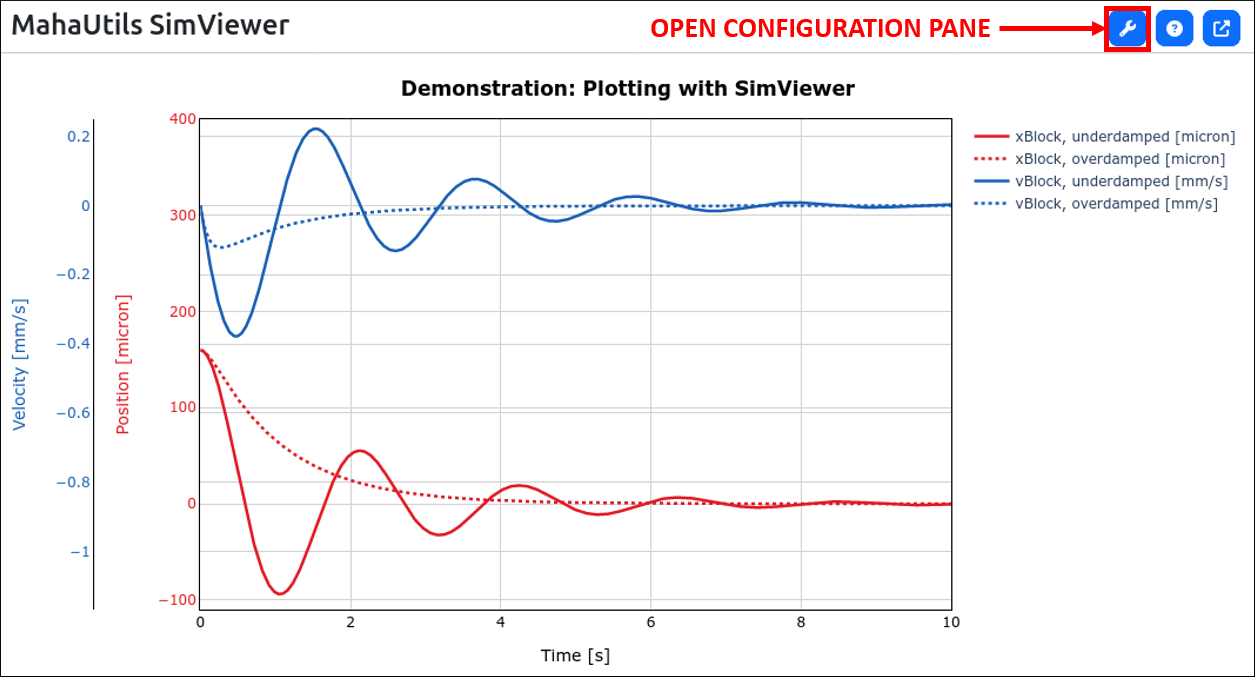 MahaUtils SimViewer
OPEN CONFIGURATION PANE
?
Demonstration: Plotting with SimViewer
Velocity [mm/s]
0.2
0
−0.2
−0.4
−0.6
−0.8
−1
Position [micron]
400
300
200
100
0
−100
0 2 4 6 8 10
Time [s]
xBlock, underdamped [micron]
xBlock, overdamped [micron]
vBlock, underdamped [mm/s]
vBlock, overdamped [mm/s]